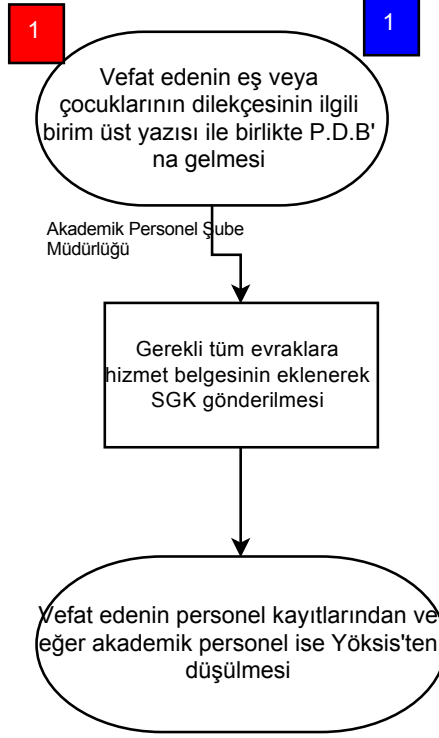 1
1
Vefat edenin eş veya
çocuklarının dilekçesinin ilgili
birim üst yazısı ile birlikte P.D.B'
na gelmesi
Akademik Personel Şube
Müdürlüğü
Gerekli tüm evraklara
hizmet belgesinin eklenerek
SGK gönderilmesi
Vefat edenin personel kayıtlarından ve
eğer akademik personel ise Yöksis'ten
düşülmesi